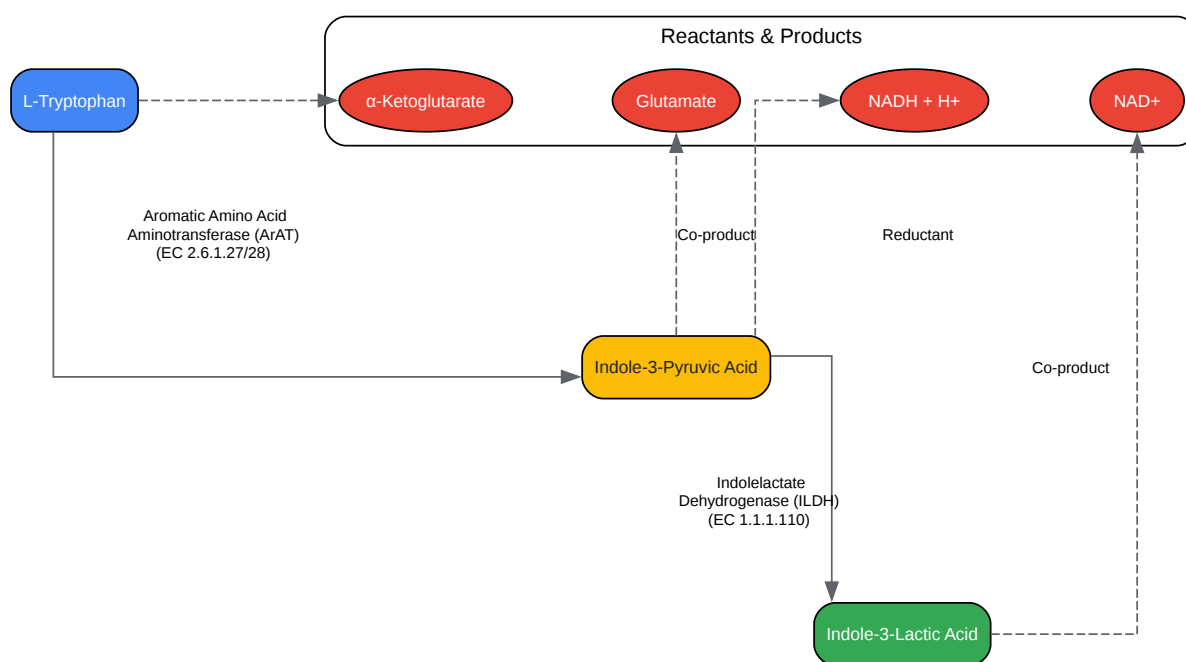 Reactants & Products
L-Tryptophan
α-Ketoglutarate
Glutamate
NADH + H+
NAD+
Aromatic Amino Acid
Aminotransferase (ArAT)
(EC 2.6.1.27/28)
Co-product
Reductant
Indole-3-Pyruvic Acid
Co-product
Indolelactate
Dehydrogenase (ILDH)
(EC 1.1.1.110)
Indole-3-Lactic Acid